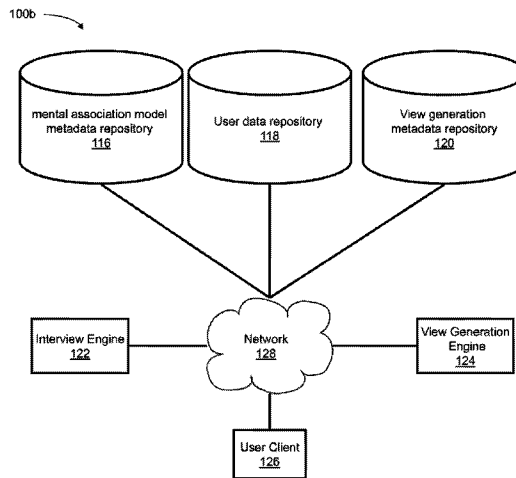 100b
mental association model
metadata repository
116
User data repository
118
View generation
metadata repository
120
Interview Engine
122
Network
128
View Generation
Engine
124
User Client
126